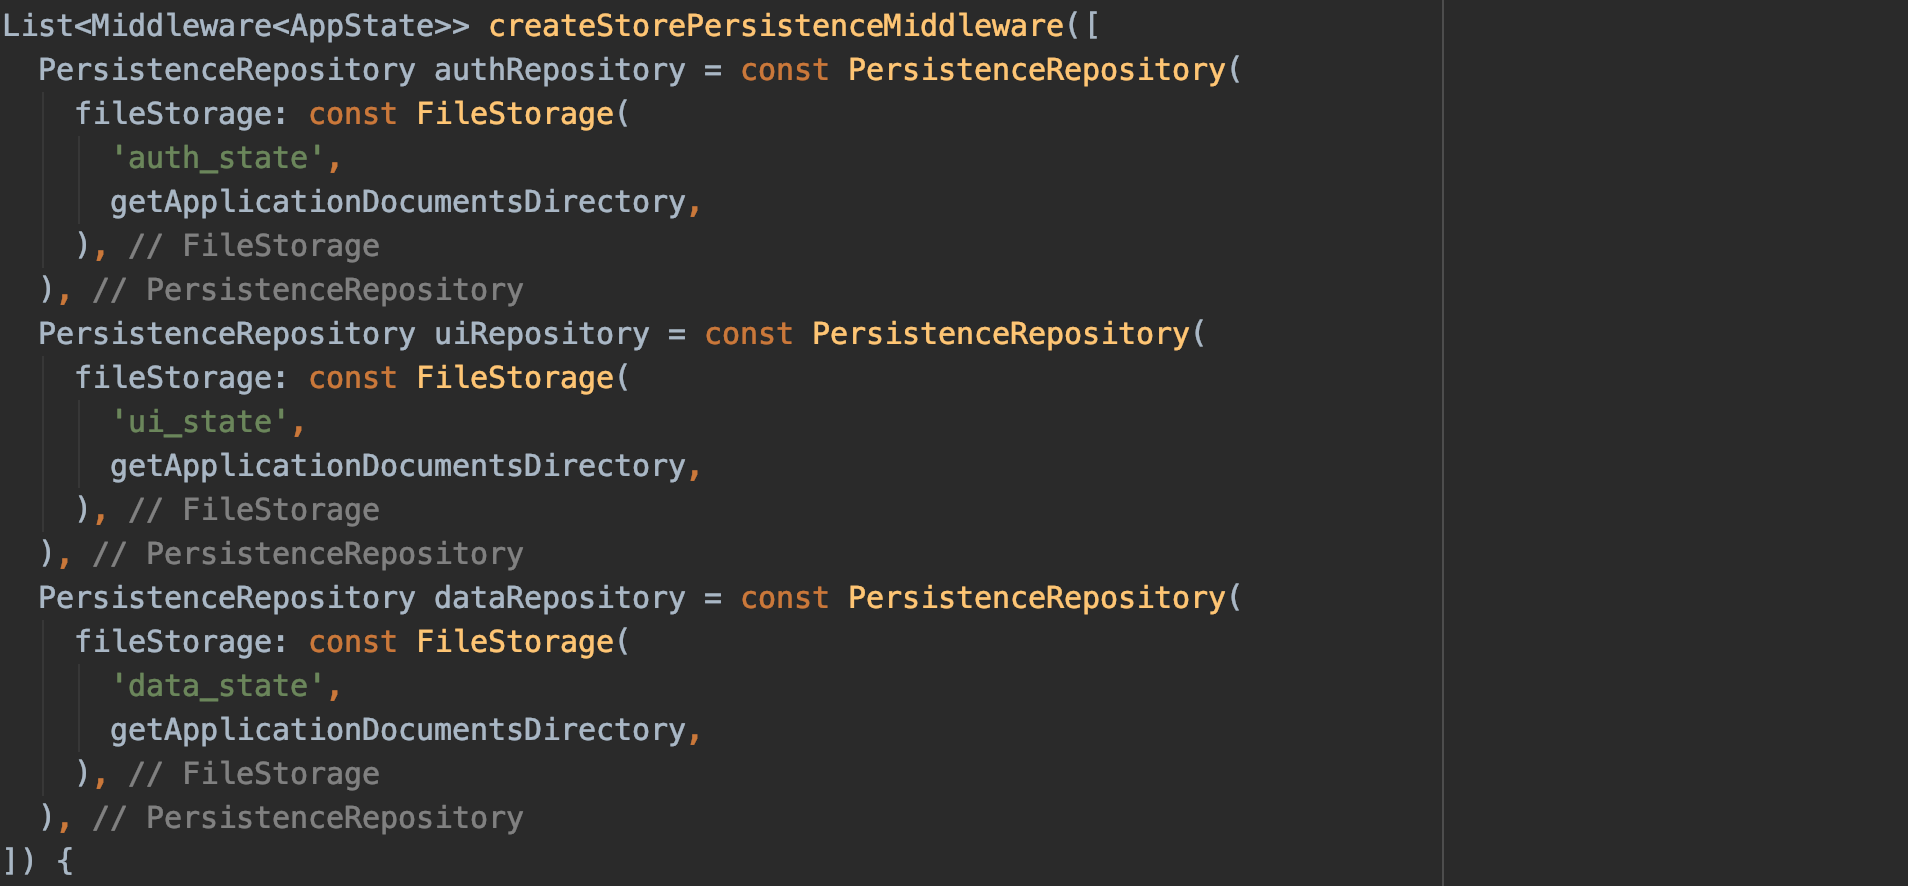 List<Middleware<AppState>> createStorePersistenceMiddleware([
  PersistenceRepository authRepository = const PersistenceRepository(
    fileStorage: const FileStorage(
      'auth_state',
      getApplicationDocumentsDirectory,
    ), // FileStorage
  ), // PersistenceRepository
  PersistenceRepository uiRepository = const PersistenceRepository(
    fileStorage: const FileStorage(
      'ui_state',
      getApplicationDocumentsDirectory,
    ), // FileStorage
  ), // PersistenceRepository
  PersistenceRepository dataRepository = const PersistenceRepository(
    fileStorage: const FileStorage(
      'data_state',
      getApplicationDocumentsDirectory,
    ), // FileStorage
  ), // PersistenceRepository
]) {